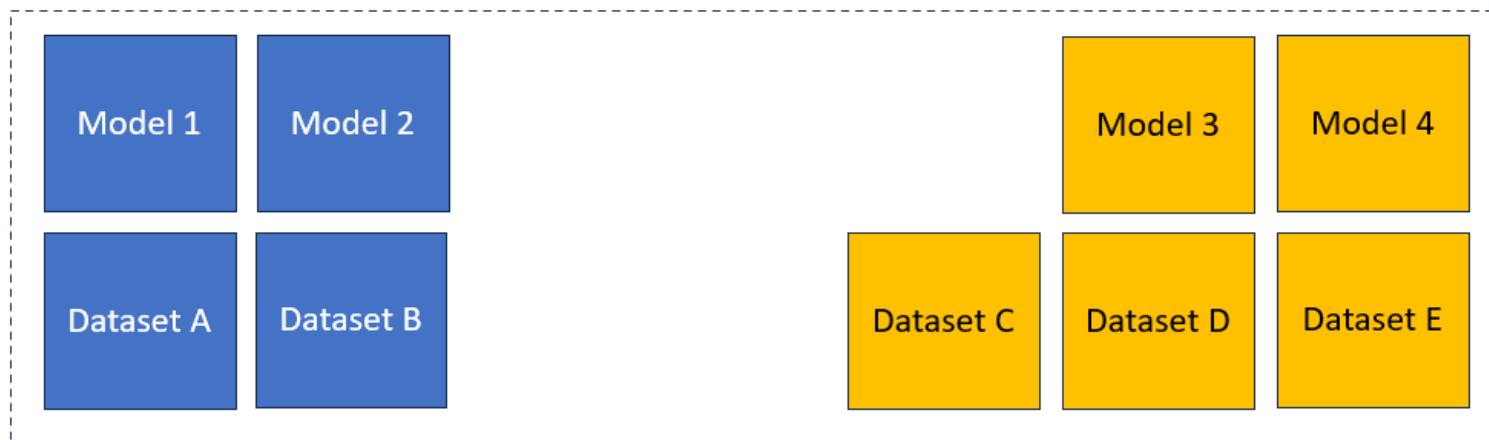 Model 1
Model 2
Model 3
Model 4
Dataset A
Dataset B
Dataset C
Dataset D
Dataset E